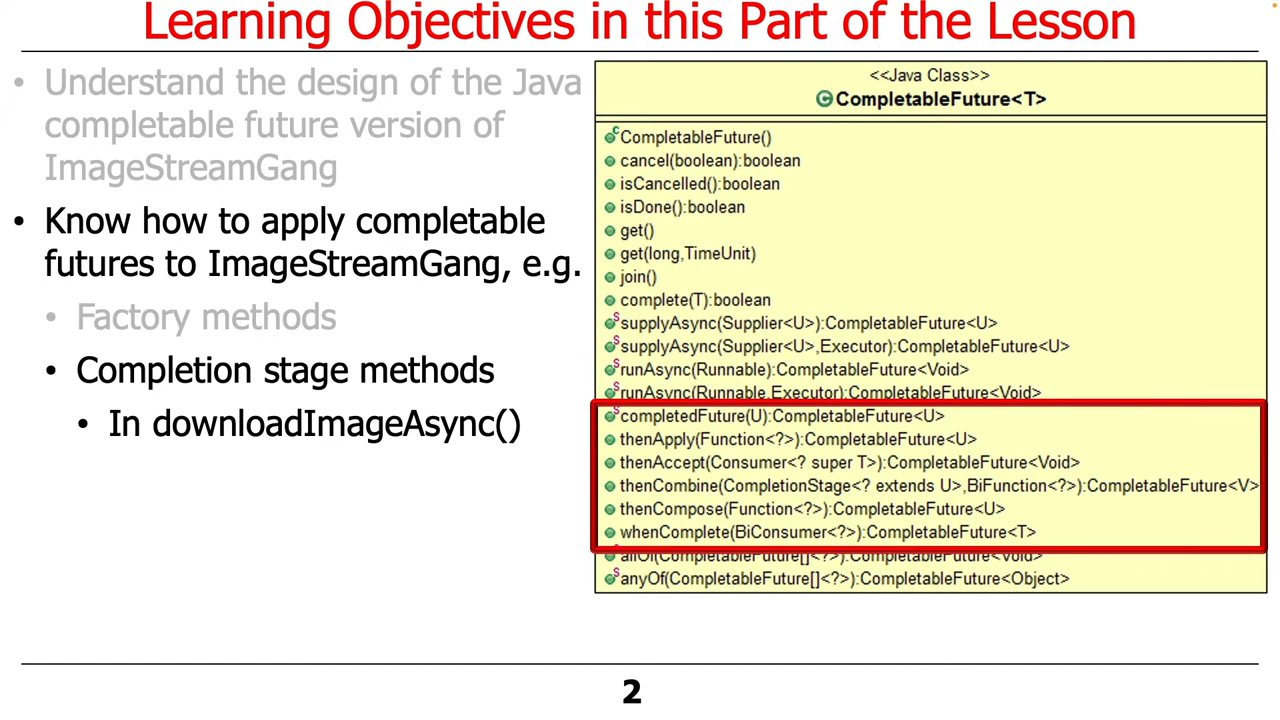 Learning Objectives in this Part of the Lesson
• Understand the design of the Java
completable future version of
ImageStreamGang
• Know how to apply completable
futures to ImageStreamGang, e.g.
• Factory methods
• Completion stage methods
• In downloadImageAsync()
<<Java Class>>
CompletableFuture<T>
CompletableFuture()
cancel(boolean):boolean
isCancelled():boolean
isDone():boolean
get()
get(long,TimeUnit)
join()
complete(T):boolean
supplyAsync(Supplier<U>):CompletableFuture<U>
supplyAsync(Supplier<U>,Executor):CompletableFuture<U>
runAsync(Runnable):CompletableFuture<Void>
runAsync(Runnable,Executor):CompletableFuture<Void>
completedFuture(U):CompletableFuture<U>
thenApply(Function<?>):CompletableFuture<U>
thenAccept(Consumer<? super T>):CompletableFuture<Void>
thenCombine(CompletionStage<? extends U>,BiFunction<?>):CompletableFuture<V>
thenCompose(Function<?>):CompletableFuture<U>
whenComplete(BiConsumer<?>):CompletableFuture<T>
allOf(CompletableFuture[]<?>):CompletableFuture<Void>
anyOf(CompletableFuture[]<?>):CompletableFuture<Object>
2